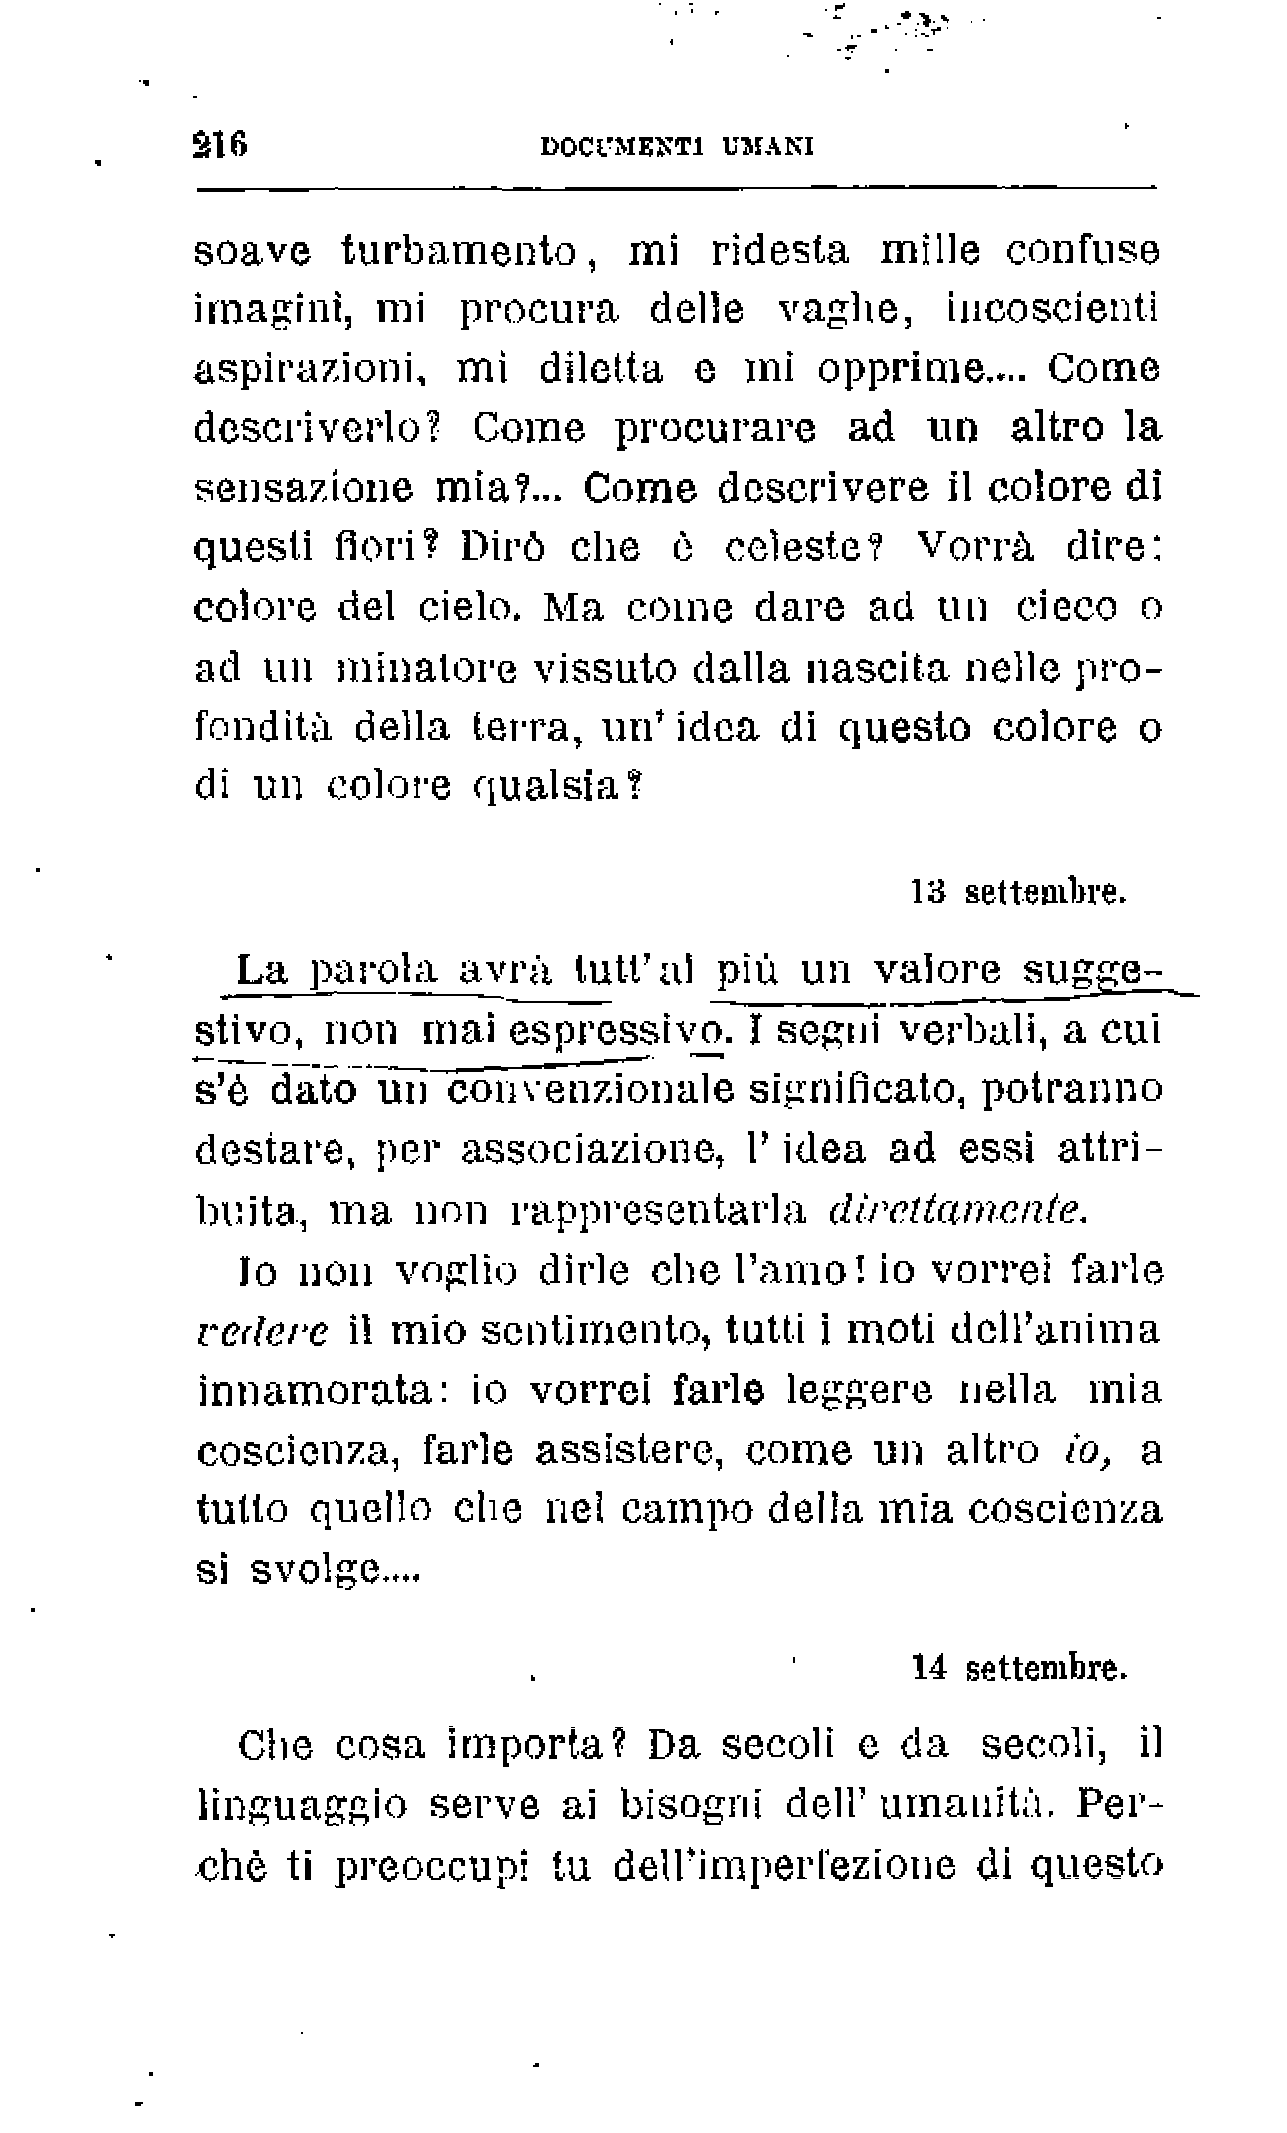 216 DOCUMENTI UMANI
soave turbamento, mi ridesta mille confuse
imagini, mi procura delle vaghe, incoscienti
aspirazioni, mi diletta e mi opprime.... Come
descriverlo? Come procurare ad un altro la
sensazione mia?... Come descrivere il colore di
questi fiori? Dirò che è celeste? Vorrà dire:
colore del cielo. Ma come dare ad un cieco o
ad un minatore vissuto dalla nascita nelle pro-
fondità della terra, un' idea di questo colore o
di un colore qualsia?
13 settembre.
La parola avrà tutt' al più un valore sugge-
stivo, non mai espressivo. I segni verbali, a cui
s'è dato un convenzionale significato, potranno
destare, per associazione, l' idea ad essi attri-
buita, ma non rappresentarla direttamente.
Io non voglio dirle che l'amo! io vorrei farle
vedere il mio sentimento, tutti i moti dell'anima
innamorata: io vorrei farle leggere nella mia
coscienza, farle assistere, come un altro io, a
tutto quello che nel campo della mia coscienza
si svolge....
14 settembre.
Che cosa importa? Da secoli e da secoli, il
linguaggio serve ai bisogni dell' umanità. Per-
chè ti preoccupi tu dell'imperfezione di questo